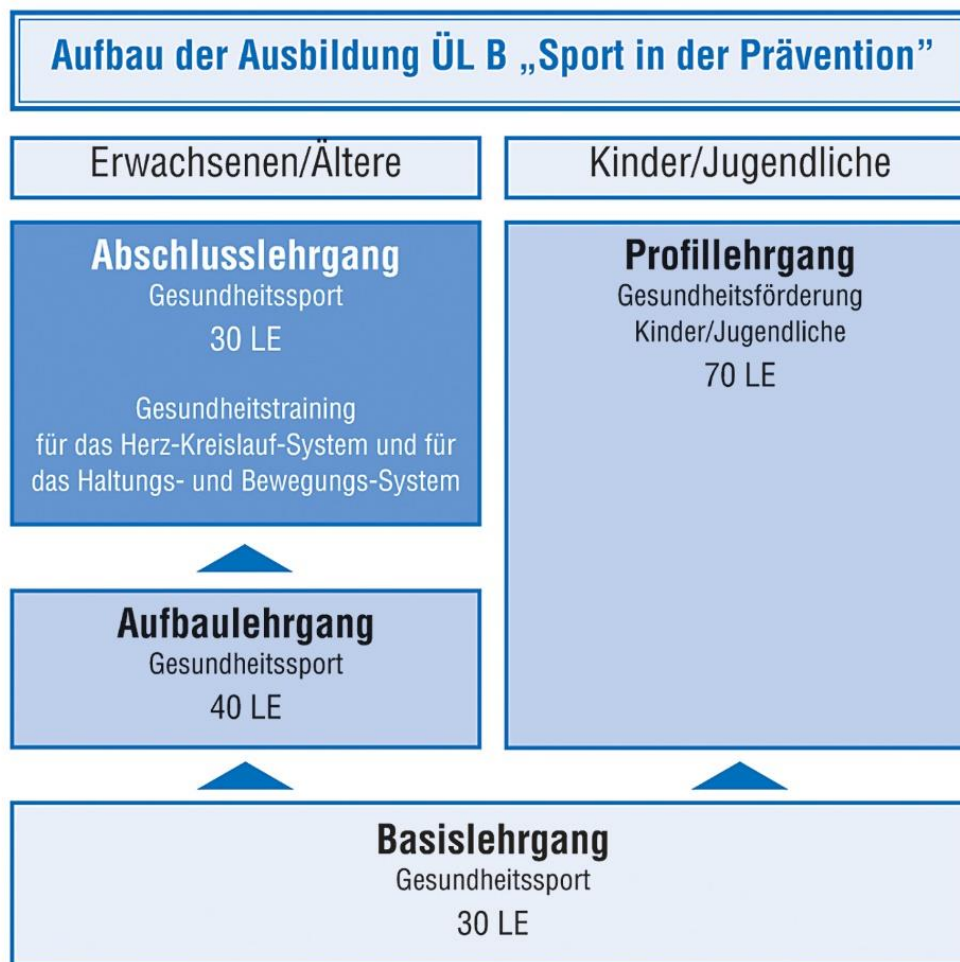 Aufbau der Ausbildung ÜL B „Sport in der Prävention”
Erwachsenen/Ältere
Abschlusslehrgang
Gesundheitssport
30 LE
Gesundheitstraining
für das Herz-Kreislauf-System und für
das Haltungs- und Bewegungs-System
Aufbaulehrgang
Gesundheitssport
40 LE
Kinder/Jugendliche
Profillehrgang
Gesundheitsförderung
Kinder/Jugendliche
70 LE
Basislehrgang
Gesundheitssport
30 LE